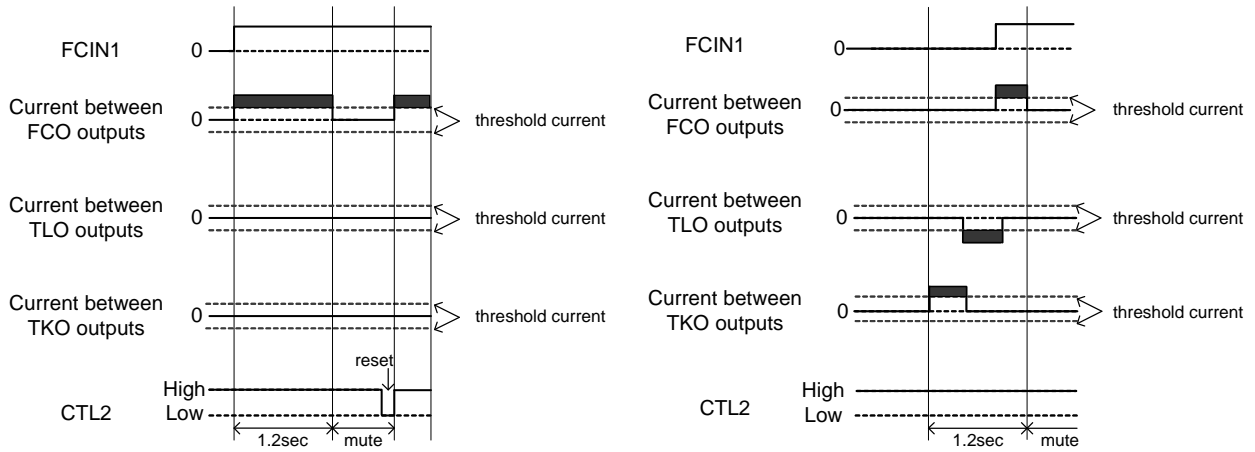 FCIN1
0
Current between
FCO outputs
0
threshold current
Current between
TLO outputs
0
threshold current
Current between
TKO outputs
0
threshold current
reset
CTL2
High
Low
1.2sec
mute
FCIN1
0
Current between
FCO outputs
0
threshold current
Current between
TLO outputs
0
threshold current
Current between
TKO outputs
0
threshold current
CTL2
High
Low
1.2sec
mute